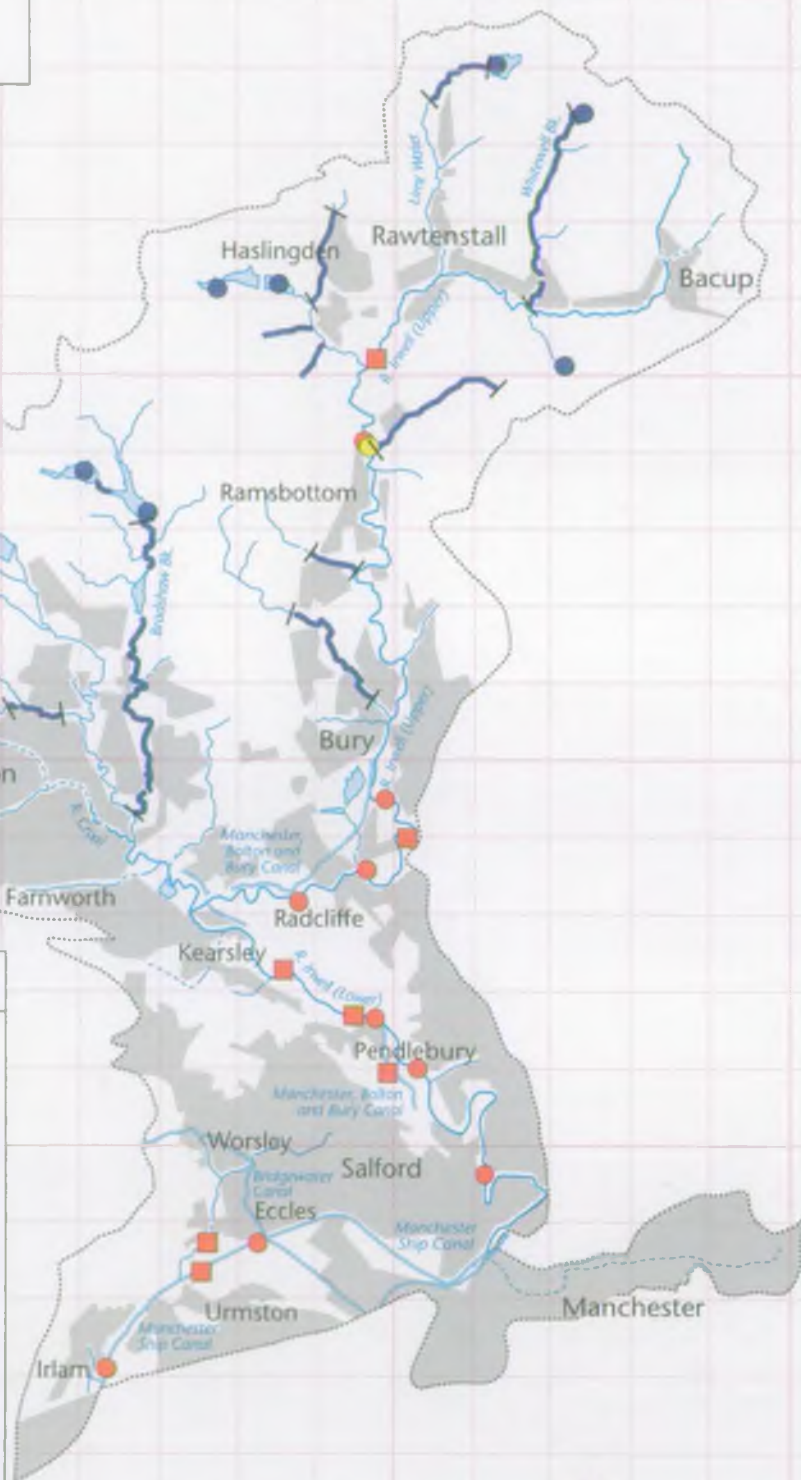 Limy Water
Whitewell Bk.
Haslingden
Rawtenstall
Bacup
R. Irwell (Upper)
Ramsbottom
Bradshaw Bk.
Bury
R. Irwell (Upper)
n
R. Croal
Manchester,
Bolton and
Bury Canal
Farnworth
Radcliffe
Kearsley
R. Irwell (Lower)
Pendlebury
Manchester, Bolton
and Bury Canal
Worsley
Salford
Bridgewater
Canal
Eccles
Manchester
Ship Canal
Urmston
Manchester
Manchester
Ship Canal
Irlam